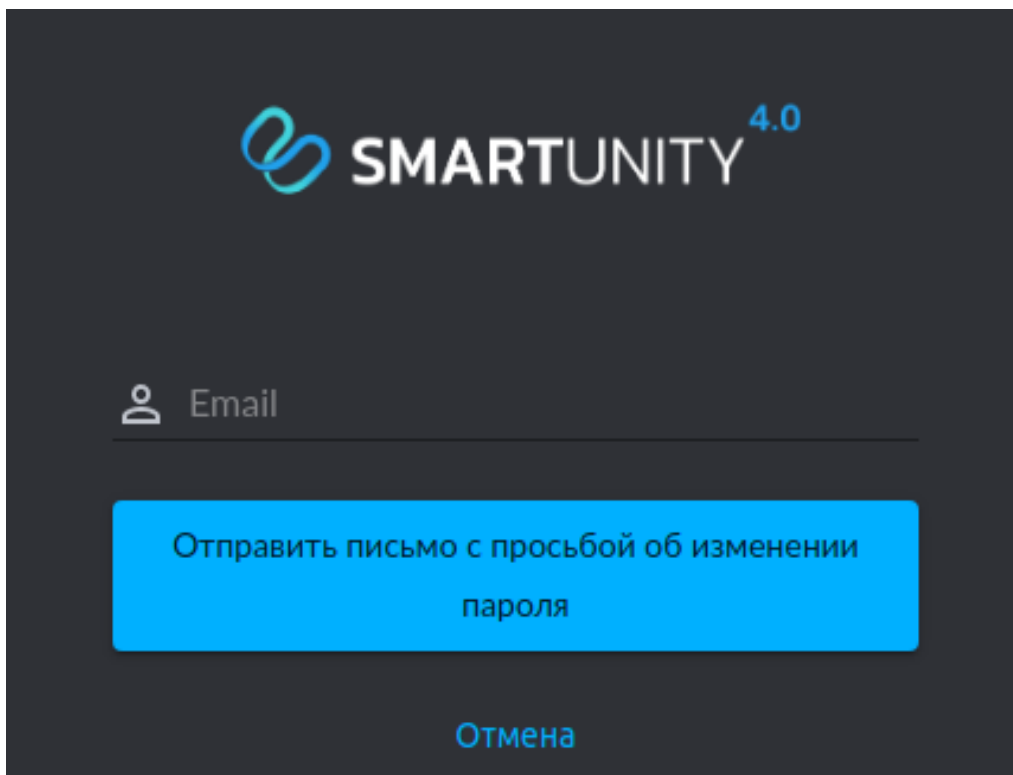 SMARTUNITY 4.0
Email
Отправить письмо с просьбой об изменении
пароля
Отмена